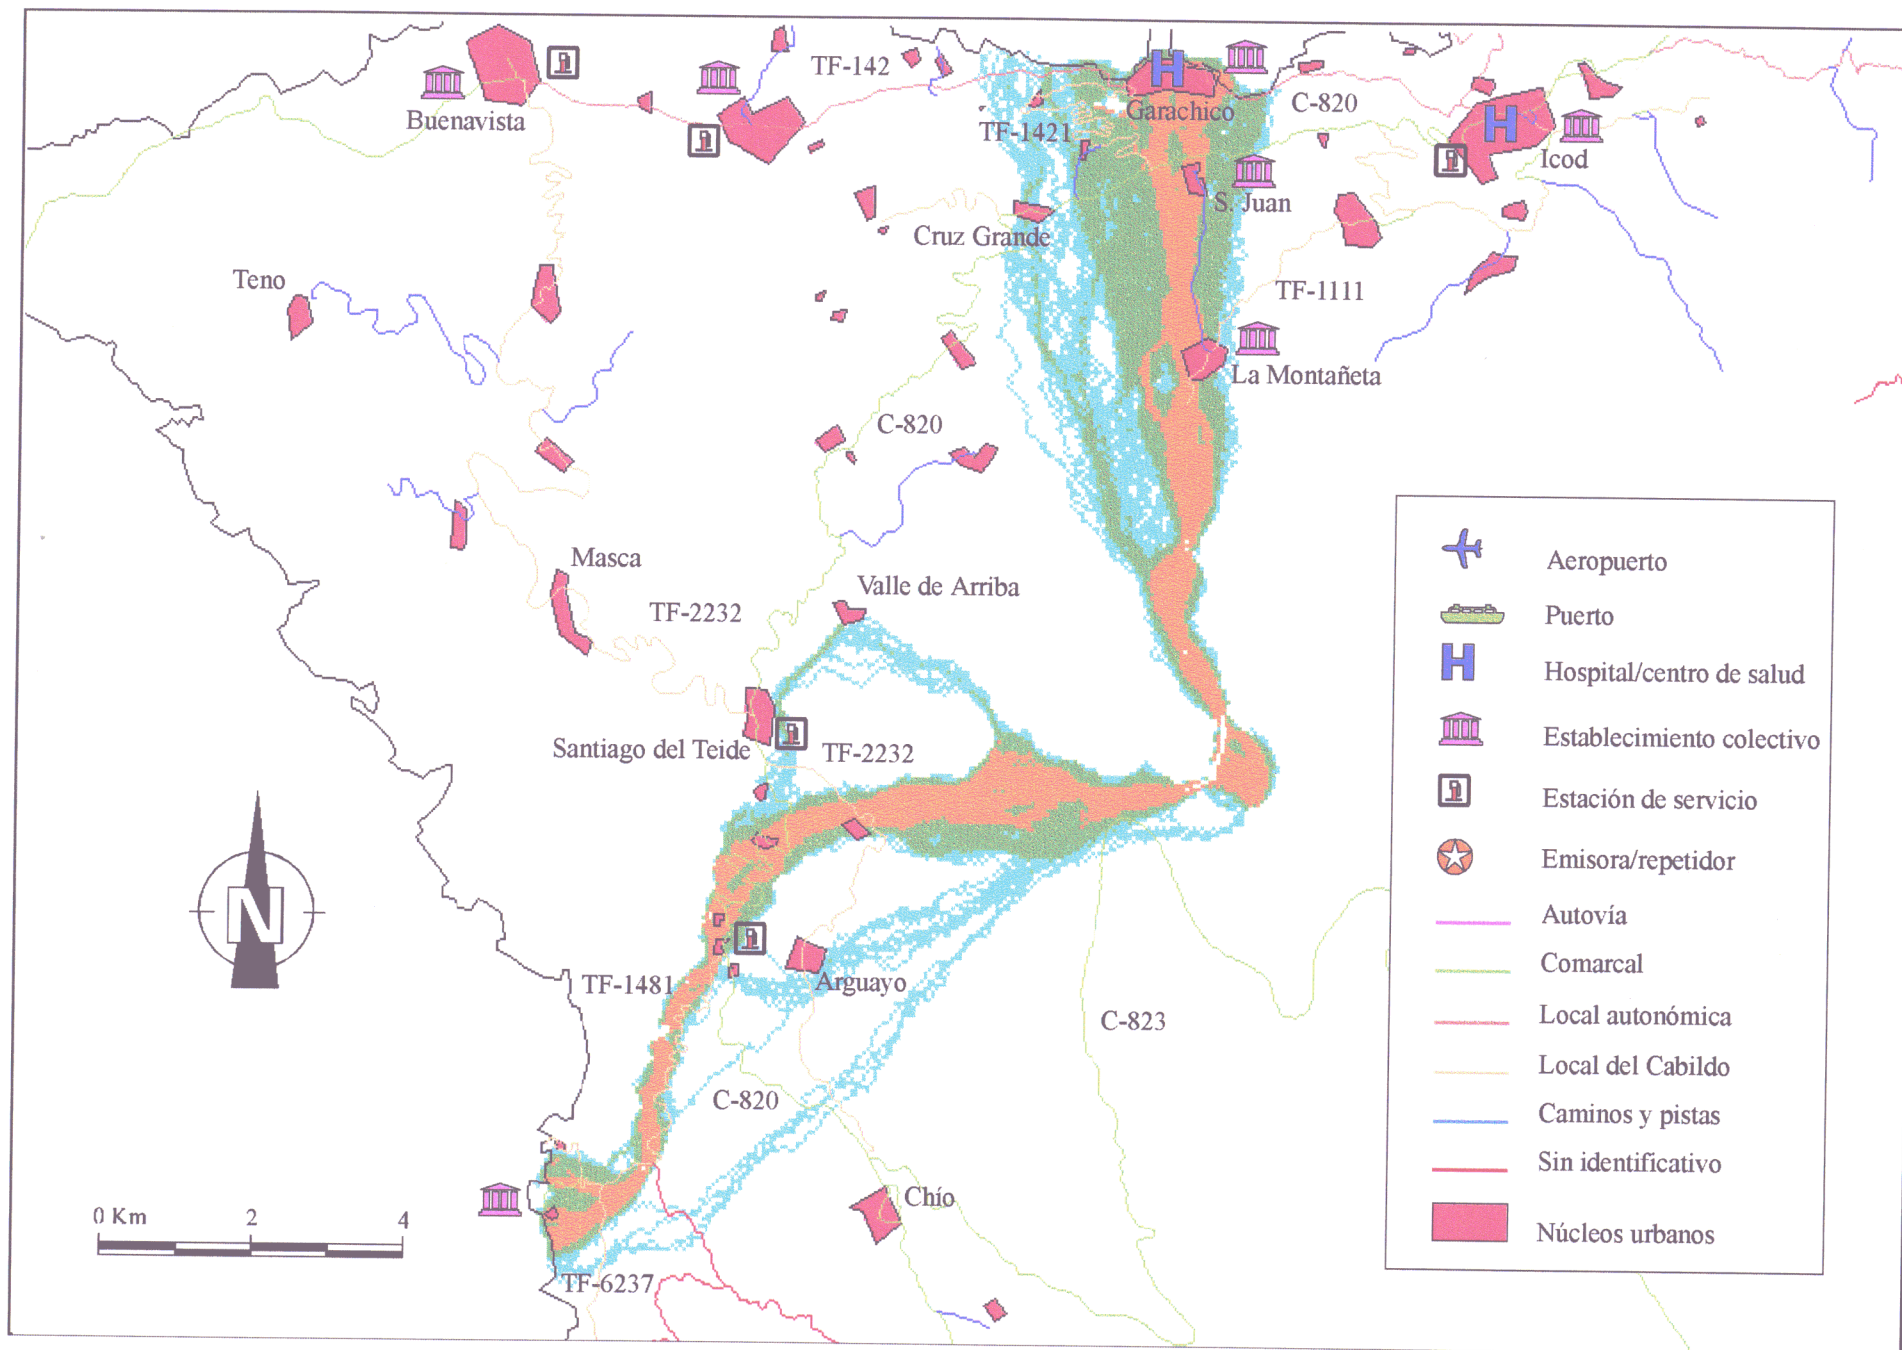 TF-142
Buenavista
Garachico
C-820
TF-1421
Icod
S. Juan
Cruz Grande
Teno
TF-1111
La Montañeta
C-820
Masca
Valle de Arriba
TF-2232
Santiago del Teide
TF-2232
TF-1481
Arguayo
C-823
C-820
Chío
TF-6237
N
0 Km 2 4
H
H
Aeropuerto
Puerto
H
Hospital/centro de salud
Establecimiento colectivo
Estación de servicio
Emisora/repetidor
Autovía
Comarcal
Local autonómica
Local del Cabildo
Caminos y pistas
Sin identificativo
Núcleos urbanos